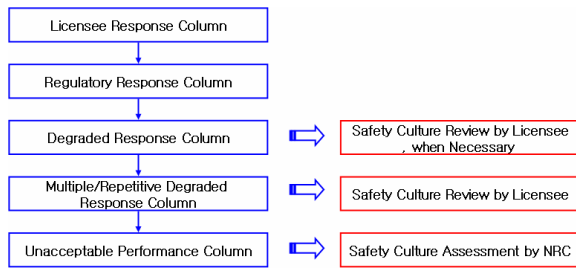 Licensee Response Column
Regulatory Response Column
Degraded Response Column
Safety Culture Review by Licensee
, when Necessary
Multiple/Repetitive Degraded
Response Column
Safety Culture Review by Licensee
Unacceptable Performance Column
Safety Culture Assessment by NRC